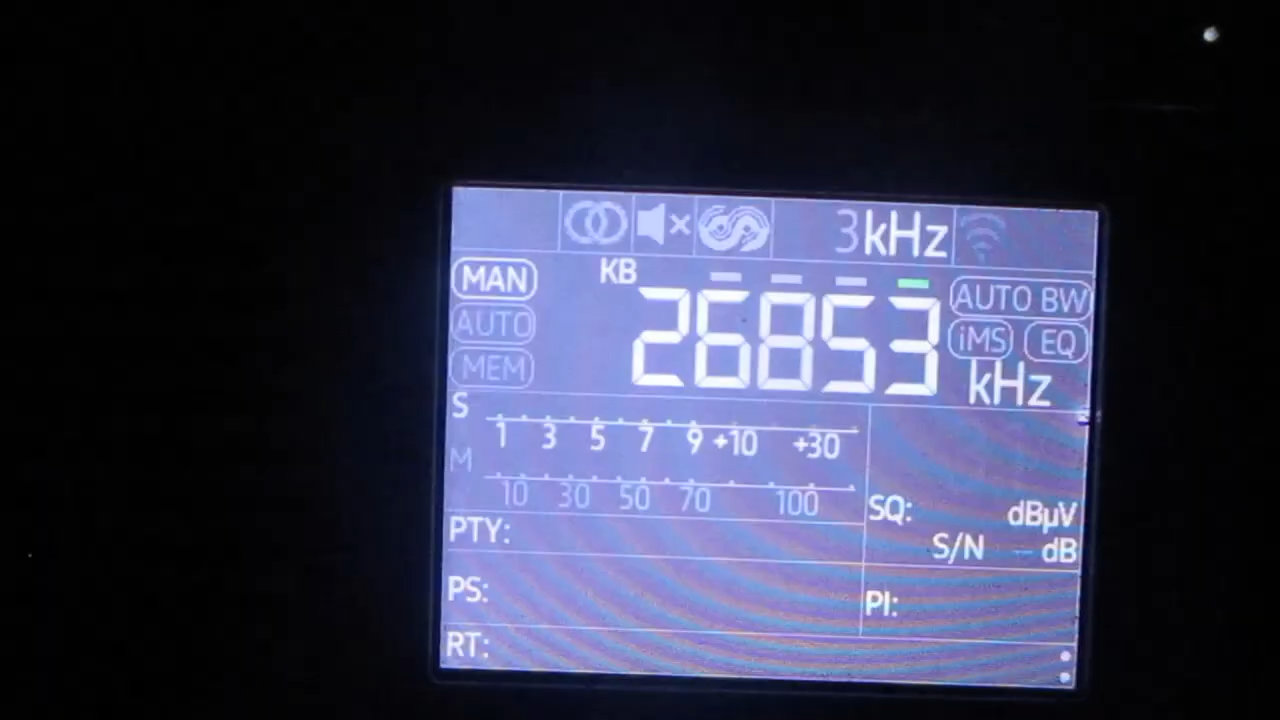 3kHz
KB
MAN
26853 kHz
AUTO BW
AUTO
iMS EQ
MEM
S
1 3 5 7 9 +10 +30
M
10 30 50 70 100
SQ: dBµV
S/N -- dB
PTY:
PS:
PI:
RT: